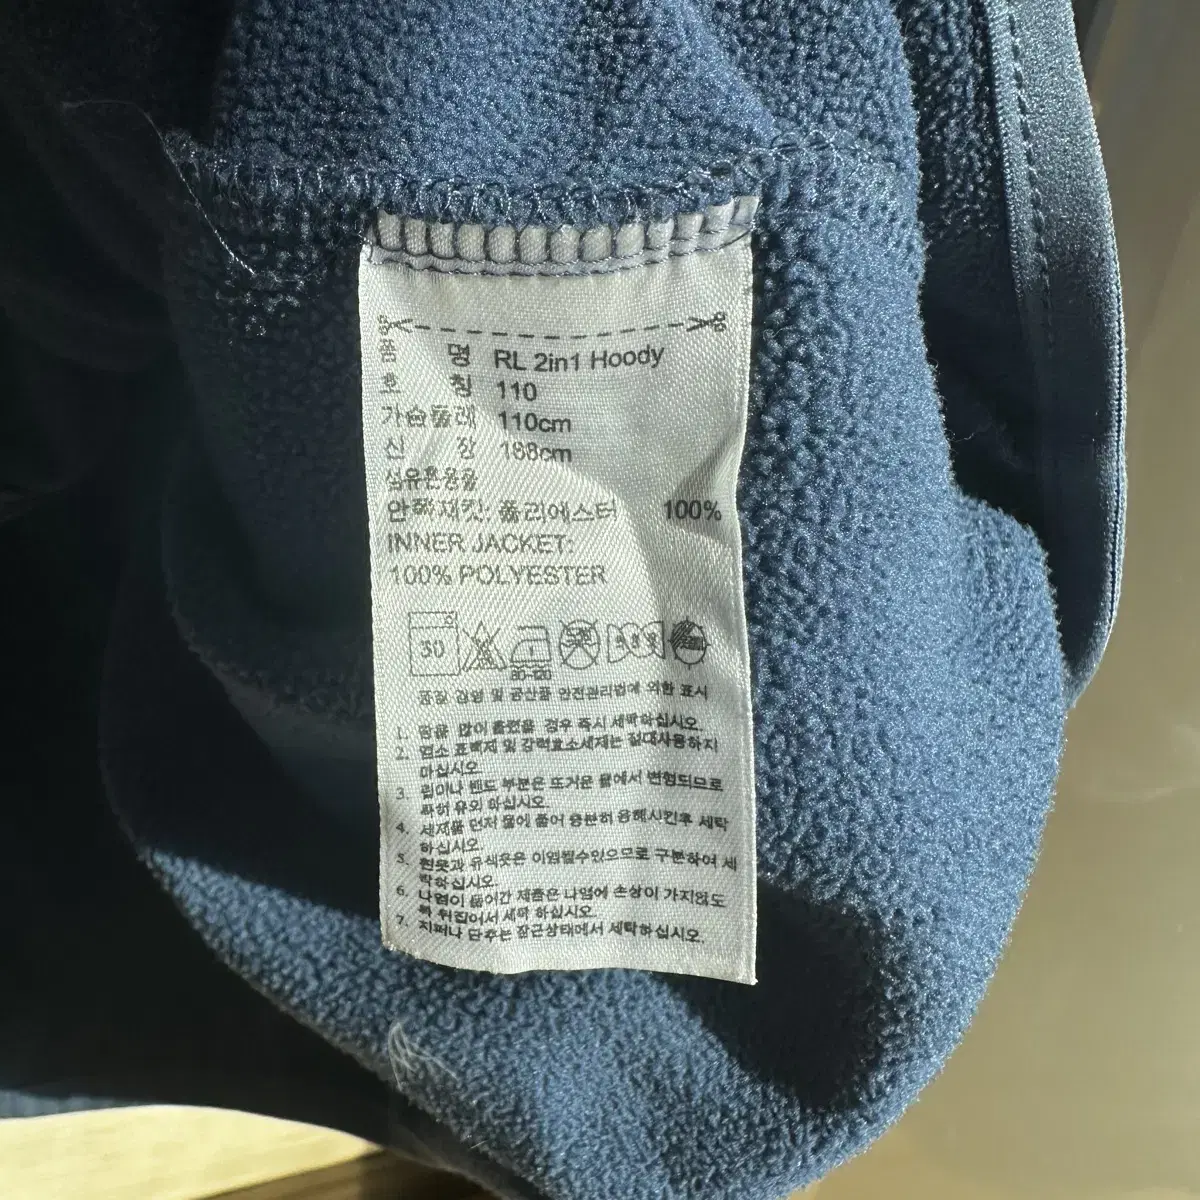 품 명 RL 2in1 Hoody
호 칭 110
가슴둘레 110cm
신 장 188cm
섬유혼용율
안쪽재킷: 폴리에스터 100%
INNER JACKET:
100% POLYESTER
30
80-120
품질 경영 및 공산품 안전관리법에 의한 표시
1. 땀을 많이 흘렸을 경우 즉시 세탁하십시오.
2. 염소 표백제 및 강력효소세제는 절대사용하지
마십시오
3. 립이나 밴드 부분은 뜨거운 물에서 변형되므로
특히 유의 하십시오.
4. 세제를 먼저 물에 풀어 충분히 용해시킨후 세탁
하십시오
5. 흰옷과 유색옷은 이염될수있으므로 구분하여 세
탁하십시오.
6. 나염이 들어간 제품은 나염에 손상이 가지않도
록 뒤집어서 세탁 하십시오.
7. 지퍼나 단추는 잠근상태에서 세탁하십시오.